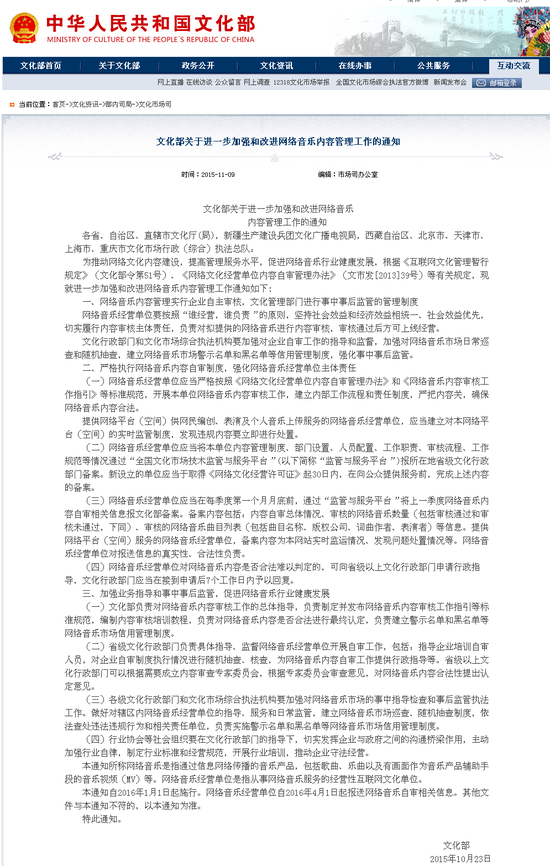 中华人民共和国文化部
MINISTRY OF CULTURE OF THE PEOPLE'S REPUBLIC OF CHINA
文化部首页 关于文化部 政务公开 文化资讯 在线办事 公共服务 互动交流
网上直播 在线访谈 公众留言 网上调查 12318文化市场举报 全国文化市场综合执法官方微博 新闻发布会 邮箱登录
当前位置：首页->文化资讯->部内司局->文化市场司
文化部关于进一步加强和改进网络音乐内容管理工作的通知
时间：2015-11-09 编辑：市场司办公室
文化部关于进一步加强和改进网络音乐
内容管理工作的通知
各省、自治区、直辖市文化厅(局)，新疆生产建设兵团文化广播电视局，西藏自治区、北京市、天津市、
上海市、重庆市文化市场行政（综合）执法总队：
为推动网络文化内容建设，提高管理服务水平，促进网络音乐行业健康发展，根据《互联网文化管理暂行
规定》（文化部令第51号）、《网络文化经营单位内容自审管理办法》（文市发[2013]39号）等有关规定，现
就进一步加强和改进网络音乐内容管理工作通知如下：
一、网络音乐内容管理实行企业自主审核，文化管理部门进行事中事后监管的管理制度
网络音乐经营单位要按照“谁经营，谁负责”的原则，坚持社会效益和经济效益相统一、社会效益优先，
切实履行内容审核主体责任，负责对拟提供的网络音乐进行内容审核，审核通过后方可上线经营。
文化行政部门和文化市场综合执法机构要加强对企业自审工作的指导和监督，加强对网络音乐市场日常巡
查和随机抽查，建立网络音乐市场警示名单和黑名单等信用管理制度，强化事中事后监管。
二、严格执行网络音乐内容自审制度，强化网络音乐经营单位主体责任
（一）网络音乐经营单位应当严格按照《网络文化经营单位内容自审管理办法》和《网络音乐内容审核工
作指引》等标准规范，开展本单位网络音乐内容审核工作，建立内部工作流程和责任制度，严把内容关，确保
网络音乐内容合法。
提供网络平台（空间）供网民编创、表演及个人音乐上传服务的网络音乐经营单位，应当建立对本网络平
台（空间）的实时监管制度，发现违规内容要立即进行处置。
（二）网络音乐经营单位应当将本单位内容管理制度、部门设置、人员配置、工作职责、审核流程、工作
规范等情况通过“全国文化市场技术监管与服务平台”（以下简称“监管与服务平台”）报所在地省级文化行政
部门备案。新设立的单位应当于取得《网络文化经营许可证》起30日内，在向公众提供服务前，完成上述内容
的备案。
（三）网络音乐经营单位应当在每季度第一个月月底前，通过“监管与服务平台”将上一季度网络音乐内
容自审相关信息报文化部备案。备案内容包括：内容自审总体情况、审核的网络音乐数量（包括审核通过和审
核未通过，下同）、审核的网络音乐曲目列表（包括曲目名称、版权公司、词曲作者、表演者）等信息。提供
网络平台（空间）服务的网络音乐经营单位，备案内容为本网站实时监运情况、发现问题处置情况等。网络音
乐经营单位对报送信息的真实性、合法性负责。
（四）网络音乐经营单位对网络音乐内容是否合法难以判定的，可向省级以上文化行政部门申请行政指
导，文化行政部门应当在接到申请后7个工作日内予以回复。
三、加强业务指导和事中事后监管，促进网络音乐行业健康发展
（一）文化部负责对网络音乐内容审核工作的总体指导，负责制定并发布网络音乐内容审核工作指引等标
准规范，编制内容审核培训教程，负责对网络音乐内容是否合法进行最终认定，负责建立警示名单和黑名单等
网络音乐市场信用管理制度。
（二）省级文化行政部门负责具体指导、监督网络音乐经营单位开展自审工作，包括：指导企业培训自审
人员，对企业自审制度执行情况进行随机抽查、核查，为网络音乐内容自审工作提供行政指导等。省级以上文
化行政部门可以根据需要成立内容审查专家委员会，根据专家委员会审查意见，对网络音乐内容合法性提出认
定意见。
（三）各级文化行政部门和文化市场综合执法机构要加强对网络音乐市场的事中指导检查和事后监管执法
工作。做好对辖区内网络音乐经营单位的指导、服务和日常监管，建立网络音乐市场巡查、随机抽查制度，依
法查处违法违规行为和相关责任单位，负责实施警示名单和黑名单等网络音乐市场信用管理制度。
（四）行业协会等社会组织要在文化行政部门的指导下，切实发挥企业与政府之间的沟通桥梁作用，主动
加强行业自律，制定行业标准和经营规范，开展行业培训，推动企业守法经营。
本通知所称网络音乐是指通过信息网络传播的音乐产品，包括歌曲、乐曲以及有画面作为音乐产品辅助手
段的音乐视频（MV）等。网络音乐经营单位是指从事网络音乐服务的经营性互联网文化单位。
本通知自2016年1月1日起施行。网络音乐经营单位自2016年4月1日起报送网络音乐自审相关信息。其他文
件与本通知不符的，以本通知为准。
特此通知。
文化部
2015年10月23日